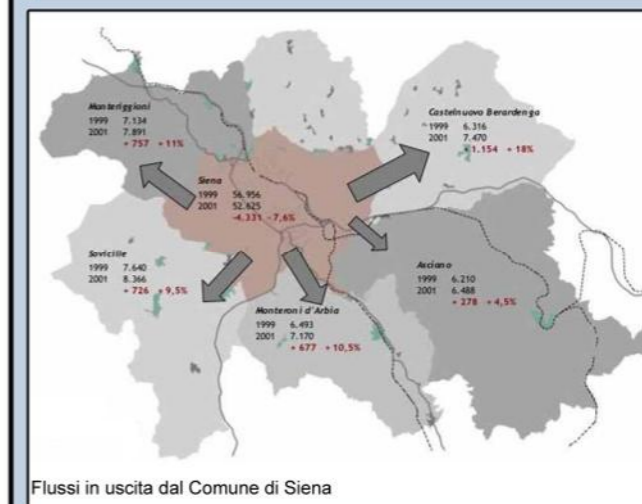 Monteriggioni
1999 7.134
2001 7.891
+ 757 + 11%
Castelnuovo Berardenga
1999 6.316
2001 7.470
+ 1.154 + 18%
Siena
1999 56.956
2001 52.625
-4.331 - 7,6%
Sovicille
1999 7.640
2001 8.366
+ 726 + 9,5%
Asciano
1999 6.210
2001 6.488
+ 278 + 4,5%
Monteroni d'Arbia
1999 6.493
2001 7.170
+ 677 + 10,5%
Flussi in uscita dal Comune di Siena